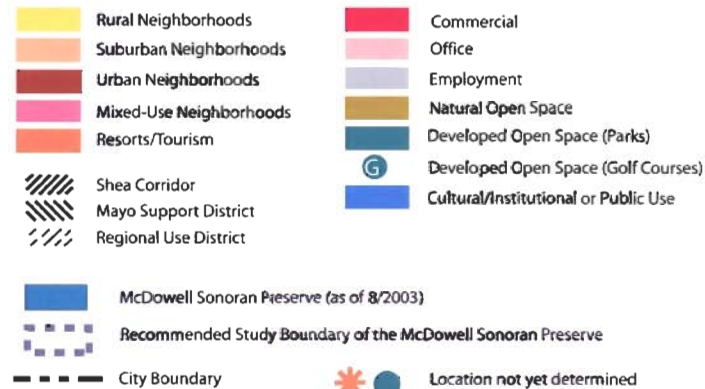 Rural Neighborhoods
Suburban Neighborhoods
Urban Neighborhoods
Mixed-Use Neighborhoods
Resorts/Tourism
Shea Corridor
Mayo Support District
Regional Use District
Commercial
Office
Employment
Natural Open Space
Developed Open Space (Parks)
G Developed Open Space (Golf Courses)
Cultural/Institutional or Public Use
McDowell Sonoran Preserve (as of 8/2003)
Recommended Study Boundary of the McDowell Sonoran Preserve
City Boundary
Location not yet determined